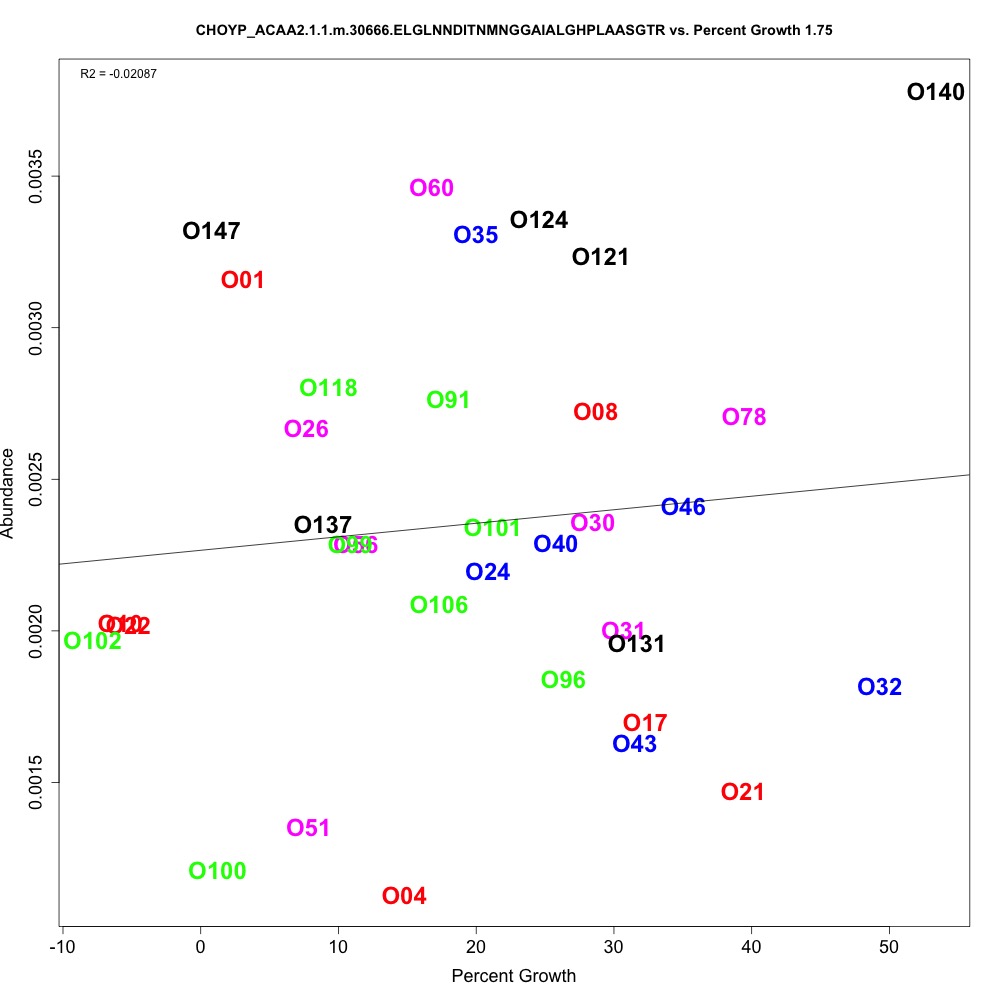 CHOYP_ACAA2.1.1.m.30666.ELGLNNDITNMNGGAIALGHPLAASGTR vs. Percent Growth 1.75
R2 = -0.02087
O140
0.0035
O60
O124
O147
O35
O121
O01
0.0030
O118
O91
O08
O78
O26
0.0025
Abundance
O46
O137
O101
O30
O40
O24
O106
0.0020
O10
O22
O102
O31
O131
O96
O32
O17
O43
0.0015
O21
O51
O100
O04
-10 0 10 20 30 40 50
Percent Growth